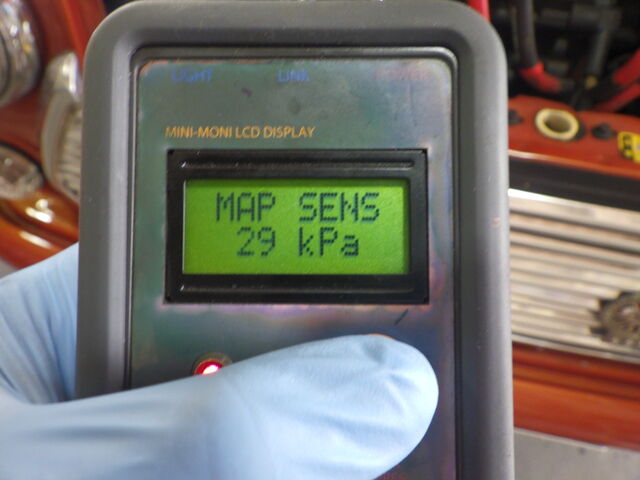 LIGHT LINK
MINI-MONI LCD DISPLAY
MAP SENS
29 kPa